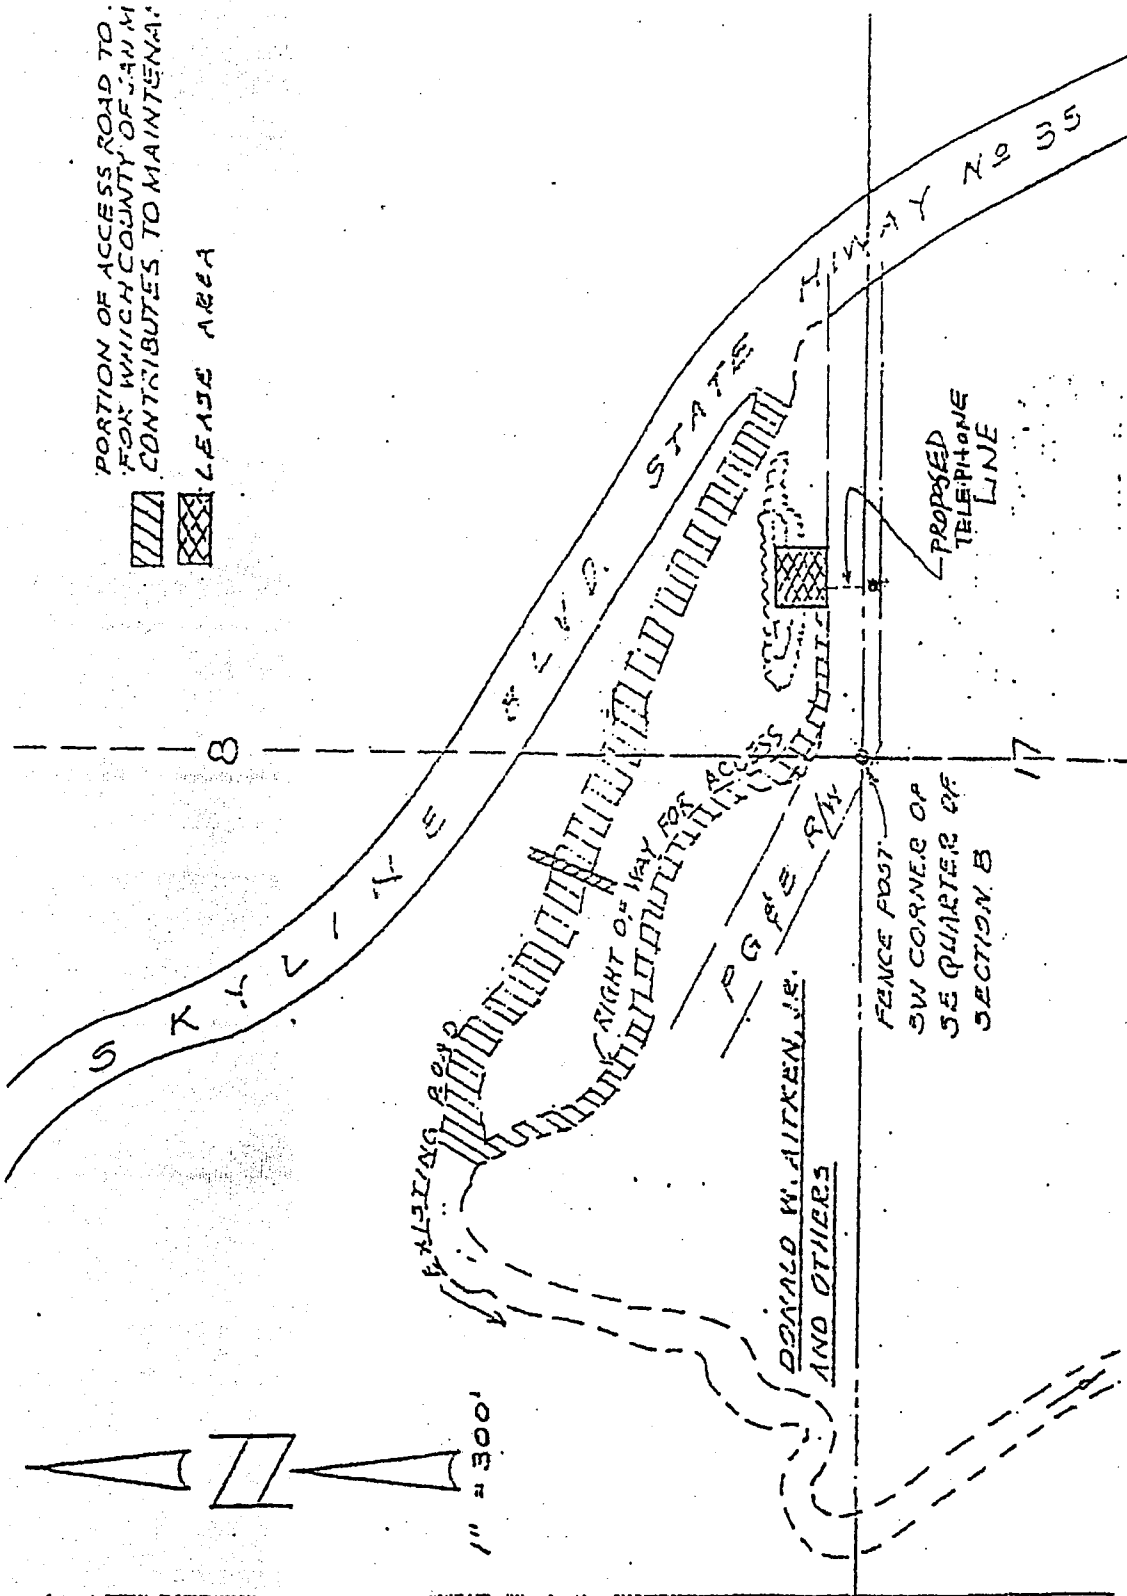 PORTION OF ACCESS ROAD TO
FOR WHICH COUNTY OF SAN M
CONTRIBUTES TO MAINTENA
LEASE AREA
SKYLINE BLVD.
STATE HIWAY Nº 35
8
17
EXISTING ROAD
RIGHT OF WAY FOR ACCESS
PG & E R/W
PROPOSED
TELEPHONE
LINE
FENCE POST
SW CORNER OF
SE QUARTER OF
SECTION 8
DONALD W. AITKEN, JR.
AND OTHERS
N
1" = 300'